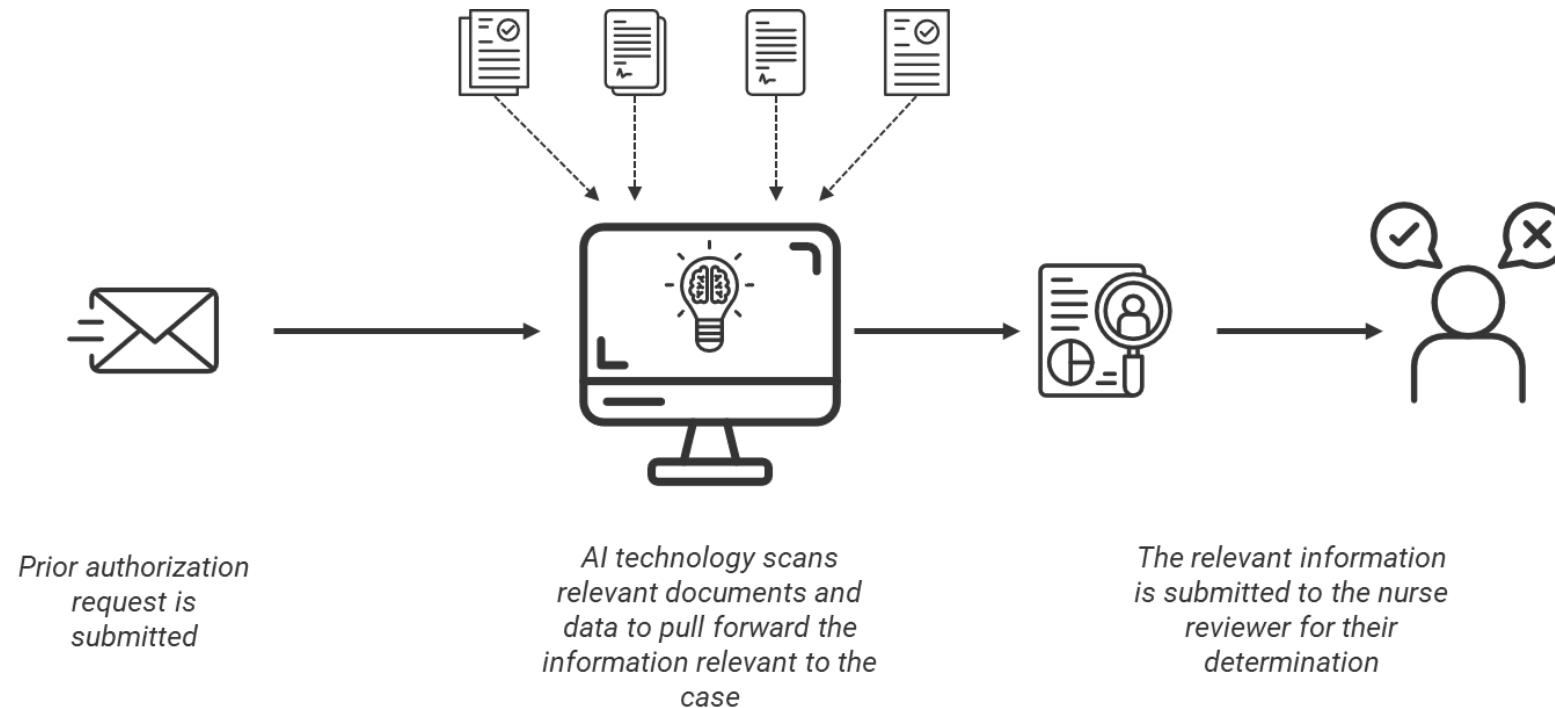 Prior authorization
request is
submitted
AI technology scans
relevant documents and
data to pull forward the
information relevant to the
case
The relevant information
is submitted to the nurse
reviewer for their
determination